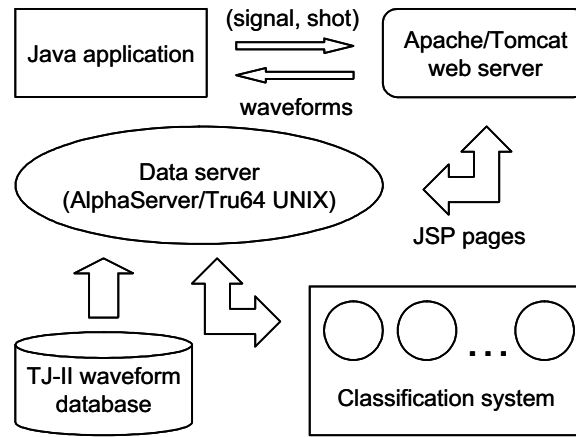 Java application
(signal, shot)
waveforms
Apache/Tomcat
web server
Data server
(AlphaServer/Tru64 UNIX)
JSP pages
TJ-II waveform
database
...
Classification system